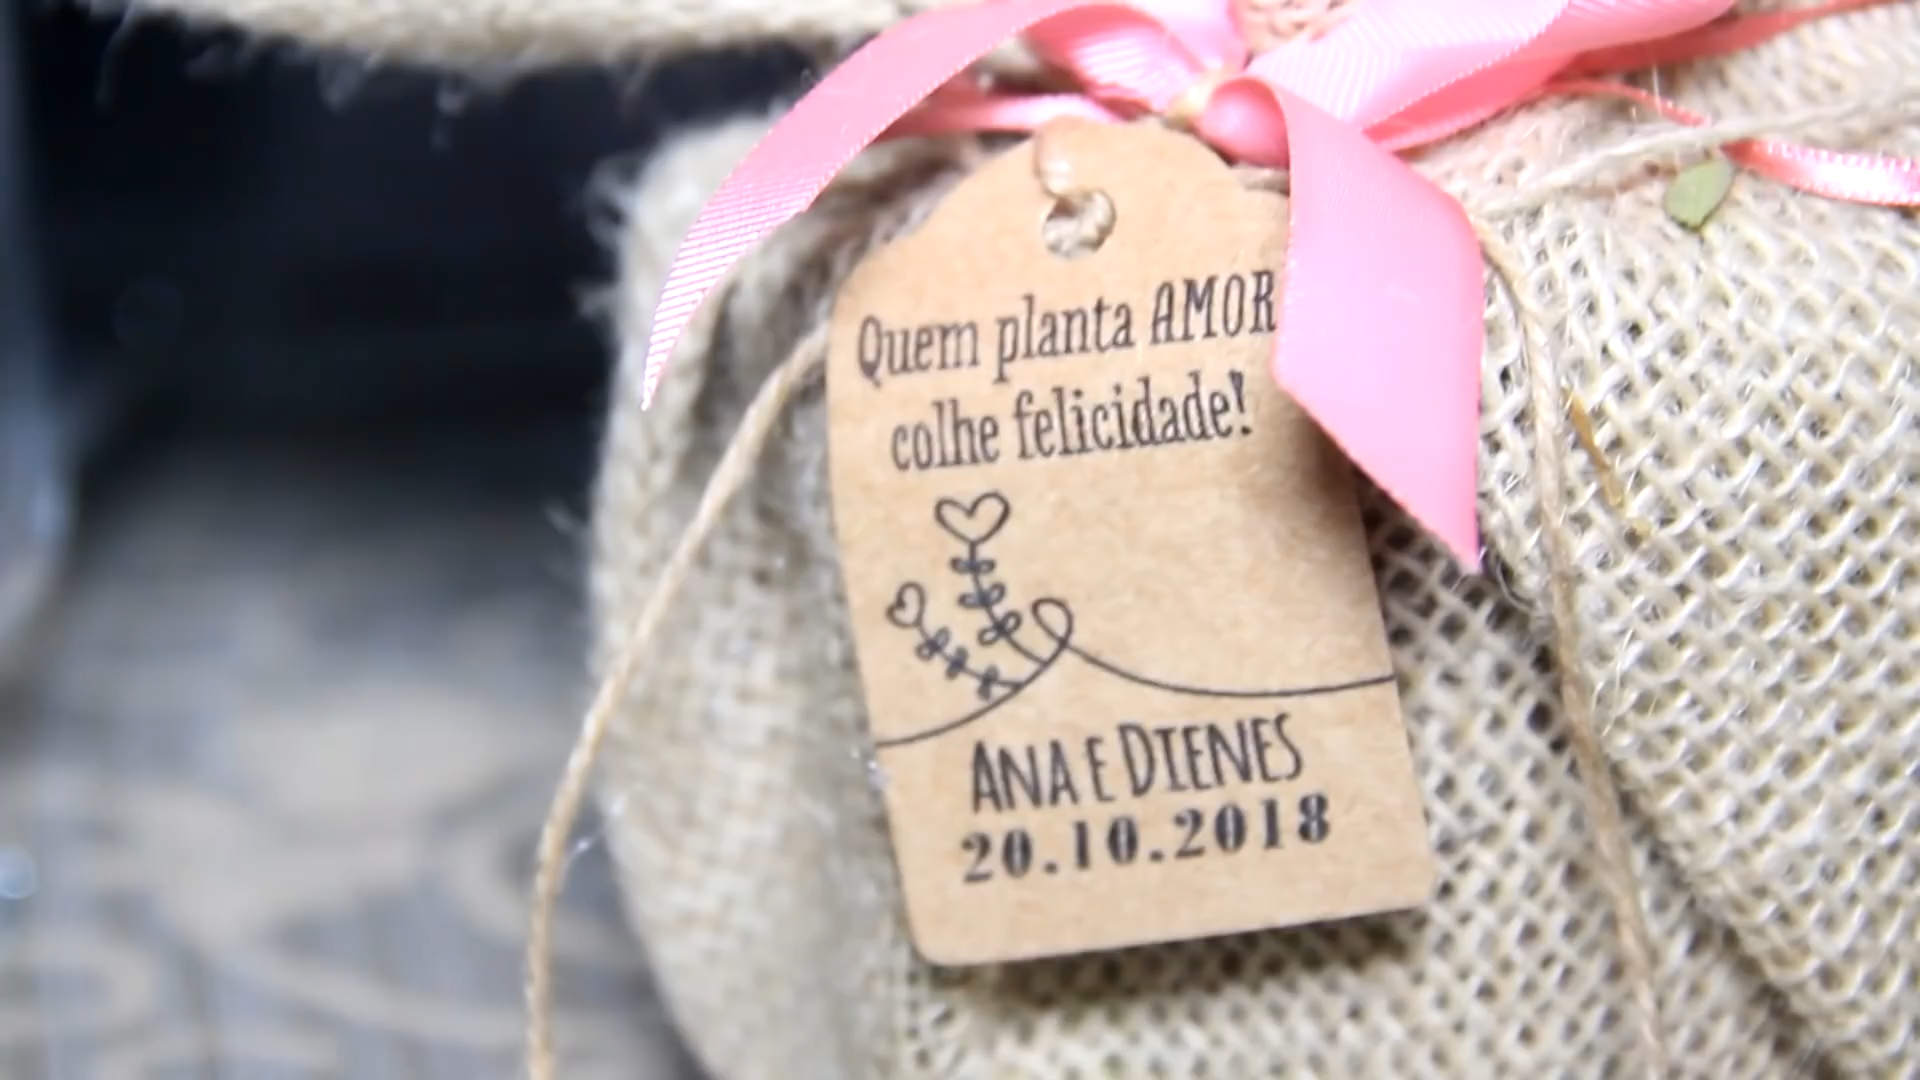 Quem planta AMOR
colhe felicidade!
ANA E DIENES
20.10.2018